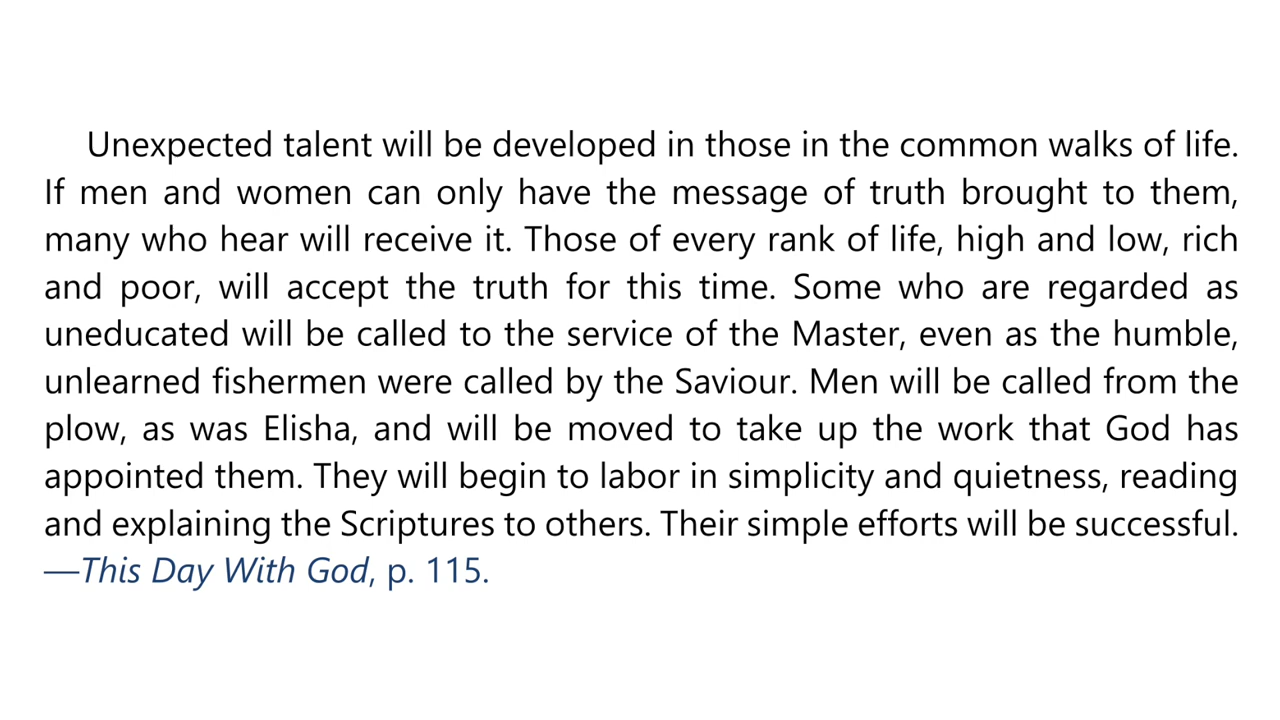 Unexpected talent will be developed in those in the common walks of life.
If men and women can only have the message of truth brought to them,
many who hear will receive it. Those of every rank of life, high and low, rich
and poor, will accept the truth for this time. Some who are regarded as
uneducated will be called to the service of the Master, even as the humble,
unlearned fishermen were called by the Saviour. Men will be called from the
plow, as was Elisha, and will be moved to take up the work that God has
appointed them. They will begin to labor in simplicity and quietness, reading
and explaining the Scriptures to others. Their simple efforts will be successful.
—This Day With God, p. 115.